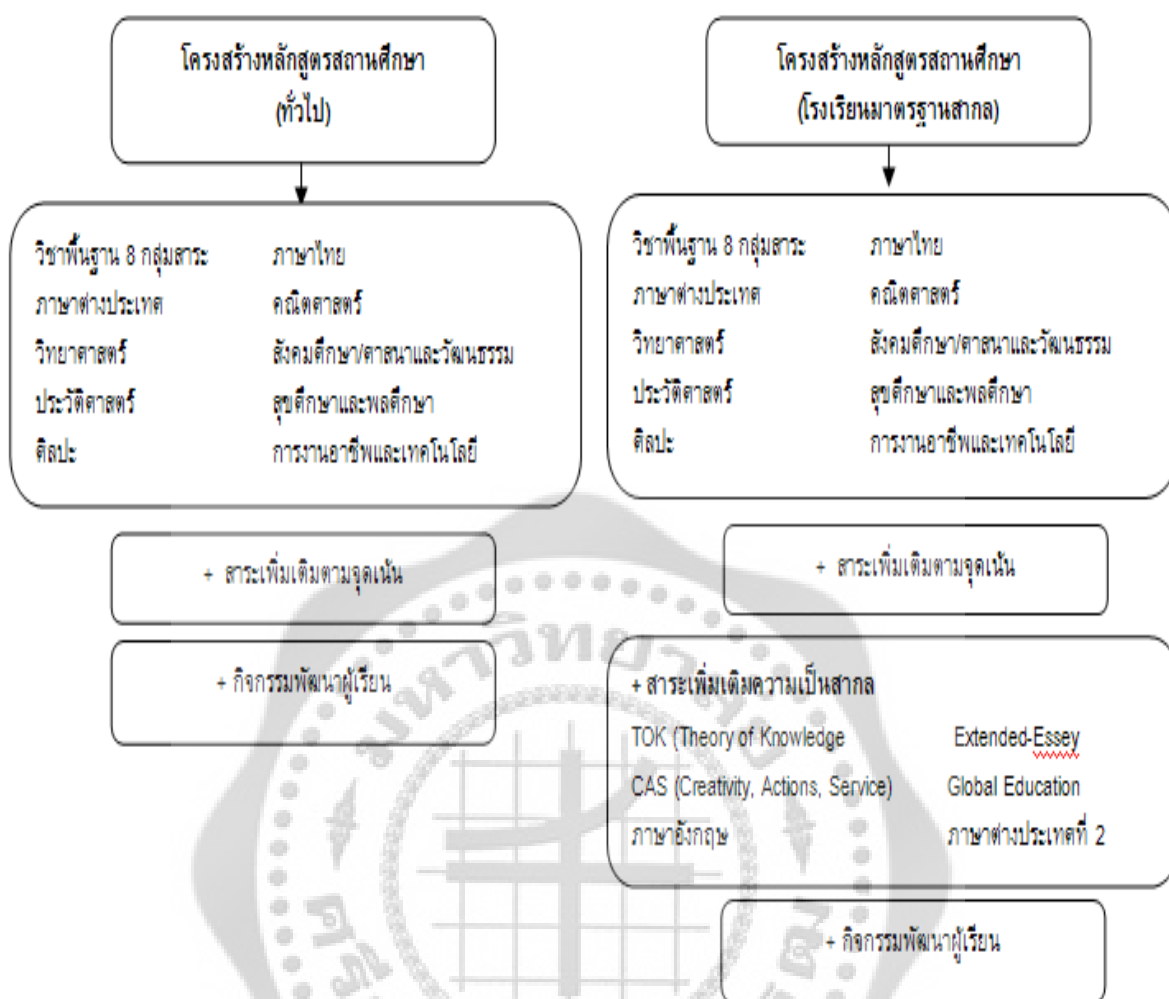 โครงสร้างหลักสูตรสถานศึกษา
(ทั่วไป)
วิชาพื้นฐาน 8 กลุ่มสาระ ภาษาไทย
ภาษาต่างประเทศ คณิตศาสตร์
วิทยาศาสตร์ สังคมศึกษา/ศาสนาและวัฒนธรรม
ประวัติศาสตร์ สุขศึกษาและพลศึกษา
ศิลปะ การงานอาชีพและเทคโนโลยี
+ สาระเพิ่มเติมตามจุดเน้น
+ กิจกรรมพัฒนาผู้เรียน
โครงสร้างหลักสูตรสถานศึกษา
(โรงเรียนมาตรฐานสากล)
วิชาพื้นฐาน 8 กลุ่มสาระ ภาษาไทย
ภาษาต่างประเทศ คณิตศาสตร์
วิทยาศาสตร์ สังคมศึกษา/ศาสนาและวัฒนธรรม
ประวัติศาสตร์ สุขศึกษาและพลศึกษา
ศิลปะ การงานอาชีพและเทคโนโลยี
+ สาระเพิ่มเติมตามจุดเน้น
+ สาระเพิ่มเติมความเป็นสากล
TOK (Theory of Knowledge Extended-Essey
CAS (Creativity, Actions, Service) Global Education
ภาษาอังกฤษ ภาษาต่างประเทศที่ 2
+ กิจกรรมพัฒนาผู้เรียน
มหาวิทยาลัย